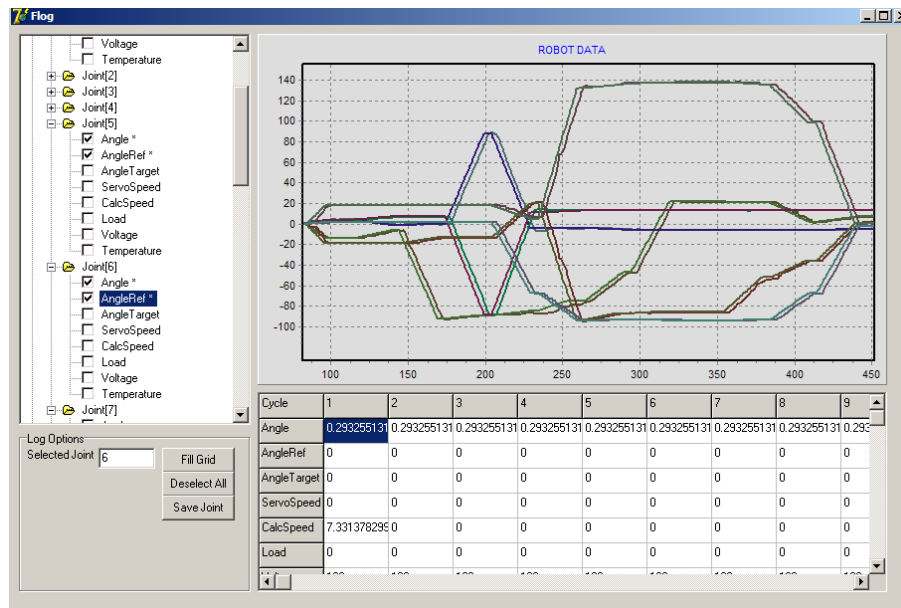 Flog
Voltage
Temperature
Joint[2]
Joint[3]
Joint[4]
Joint[5]
Angle *
AngleRef *
AngleTarget
ServoSpeed
CalcSpeed
Load
Voltage
Temperature
Joint[6]
Angle *
AngleRef *
AngleTarget
ServoSpeed
CalcSpeed
Load
Voltage
Temperature
Joint[7]
Log Options
Selected Joint 6
Fill Grid
Deselect All
Save Joint
ROBOT DATA
140
120
100
80
60
40
20
0
-20
-40
-60
-80
-100
100 150 200 250 300 350 400 450
Cycle 1 2 3 4 5 6 7 8 9
Angle 0.293255131 0.293255131 0.293255131 0.293255131 0.293255131 0.293255131 0.293255131 0.293255131 0.293
AngleRef 0 0 0 0 0 0 0 0 0
AngleTarget 0 0 0 0 0 0 0 0 0
ServoSpeed 0 0 0 0 0 0 0 0 0
CalcSpeed 7.331378299 0 0 0 0 0 0 0 0
Load 0 0 0 0 0 0 0 0 0